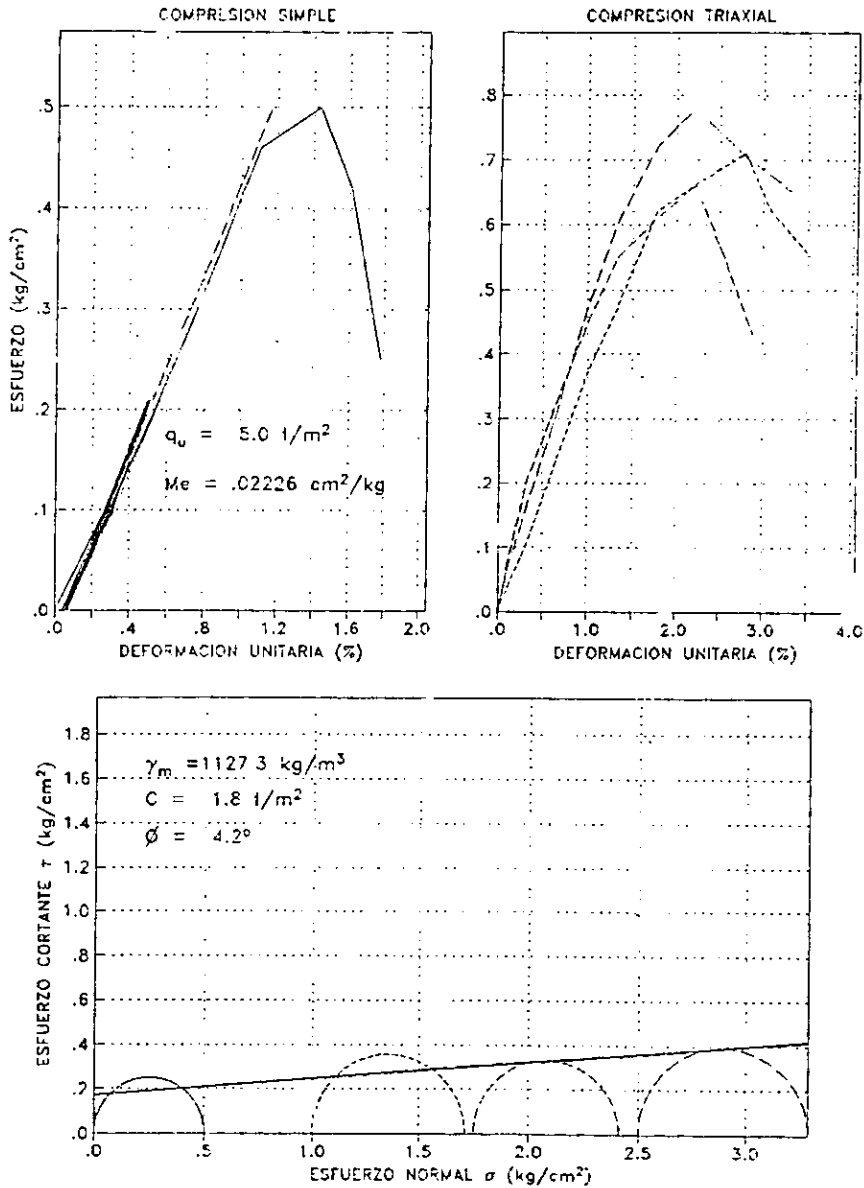 COMPRESION SIMPLE
COMPRESION TRIAXIAL
ESFUERZO (kg/cm²)
.5
.4
.3
.2
.1
.0
q_u = 5.0 t/m²
Me = .02226 cm²/kg
.0 .4 .8 1.2 1.6 2.0
DEFORMACION UNITARIA (%)
.8
.7
.6
.5
.4
.3
.2
.1
.0
.0 1.0 2.0 3.0 4.0
DEFORMACION UNITARIA (%)
ESFUERZO CORTANTE τ (kg/cm²)
1.8
1.6
1.4
1.2
1.0
.8
.6
.4
.2
.0
γm =1127.3 kg/m³
C = 1.8 t/m²
Ø = 4.2º
.0 .5 1.0 1.5 2.0 2.5 3.0
ESFUERZO NORMAL σ (kg/cm²)